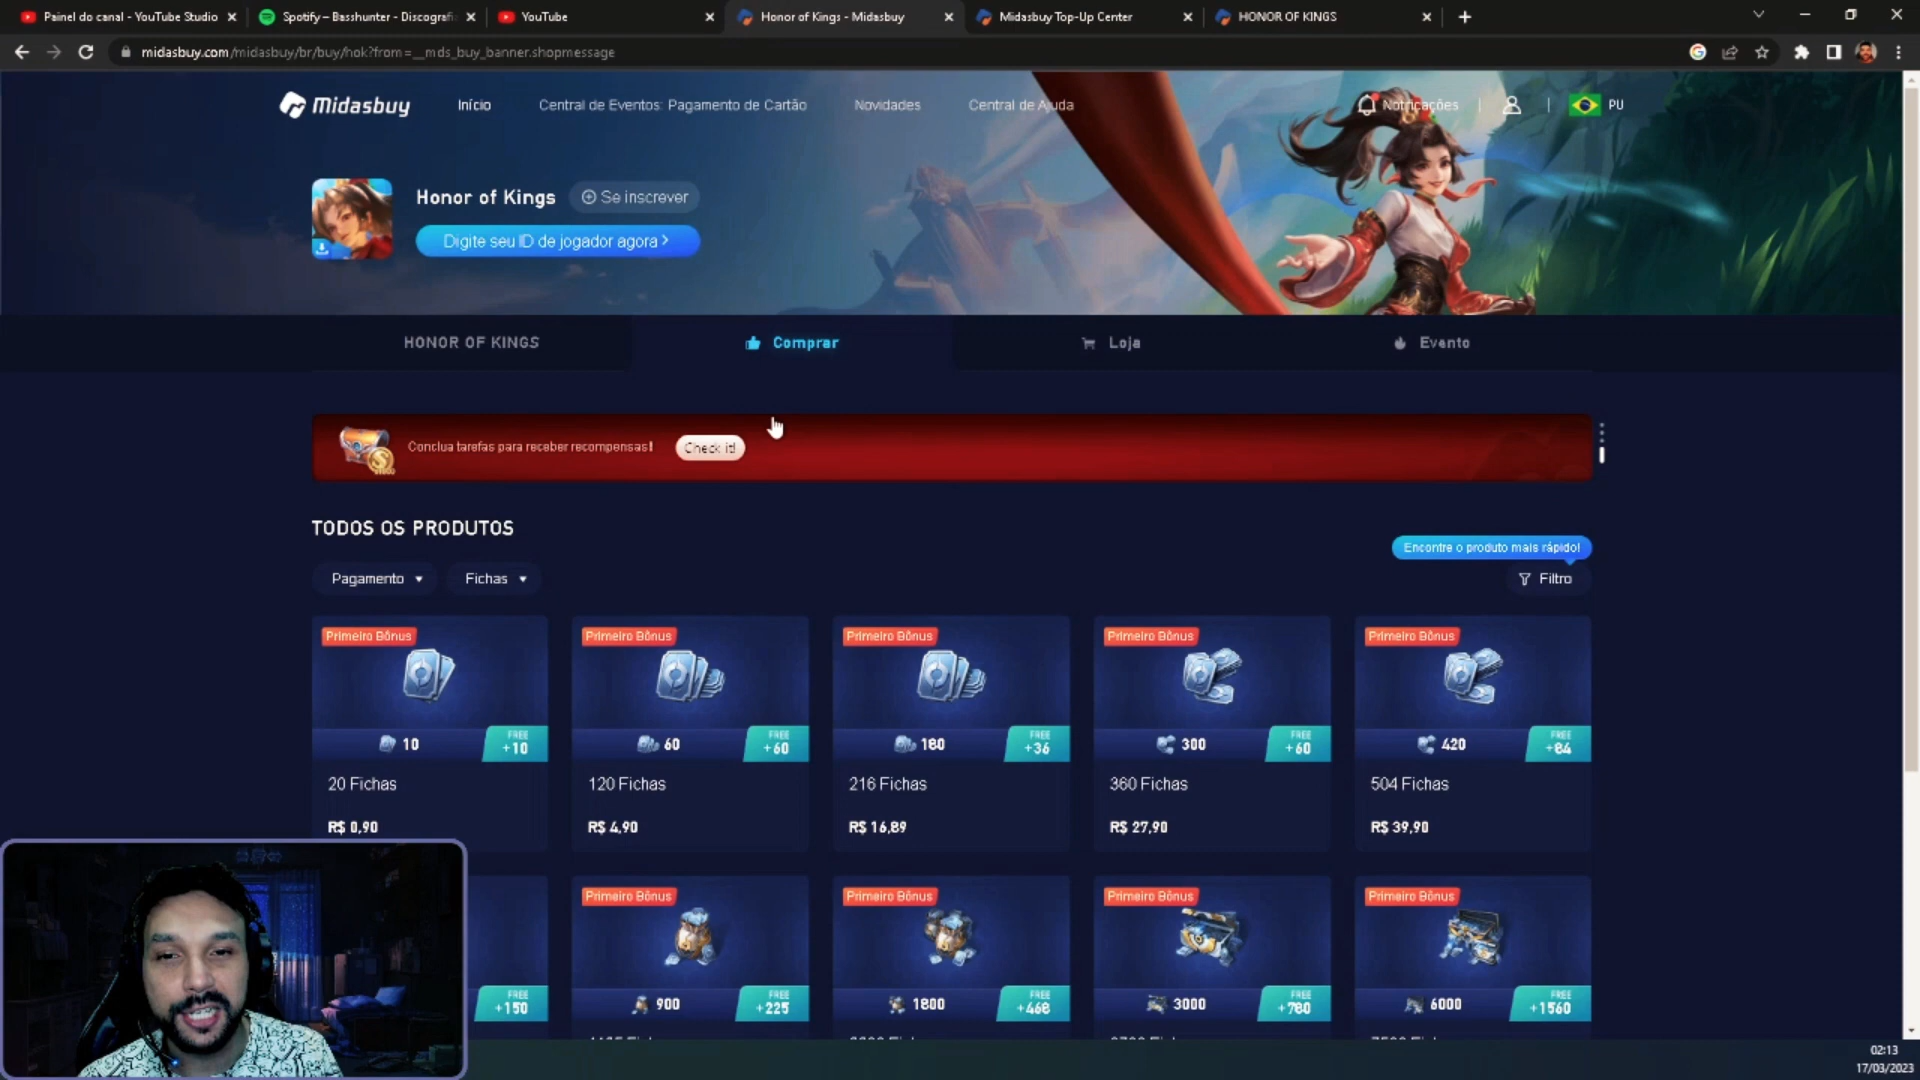 Painel do canal - YouTube Studio
Spotify – Basshunter - Discografi
YouTube
Honor of Kings - Midasbuy
Midasbuy Top-Up Center
HONOR OF KINGS
midasbuy.com/midasbuy/br/buy/hok?from=__mds_buy_banner.shopmessage
Midasbuy
Início
Central de Eventos: Pagamento de Cartão
Novidades
Central de Ajuda
Notificações
PU
Honor of Kings
Se inscrever
Digite seu ID de jogador agora >
HONOR OF KINGS
Comprar
Loja
Evento
Conclua tarefas para receber recompensas!
Check it!
TODOS OS PRODUTOS
Encontre o produto mais rápido!
Pagamento
Fichas
Filtro
Primeiro Bônus
Primeiro Bônus
Primeiro Bônus
Primeiro Bônus
Primeiro Bônus
10 FREE +10
60 FREE +60
180 FREE +36
300 FREE +60
420 FREE +84
20 Fichas
120 Fichas
216 Fichas
360 Fichas
504 Fichas
R$ 0,90
R$ 4,90
R$ 16,89
R$ 27,90
R$ 39,90
Primeiro Bônus
Primeiro Bônus
Primeiro Bônus
Primeiro Bônus
FREE +150
900 FREE +225
1800 FREE +468
3000 FREE +780
6000 FREE +1560
02:13
17/03/2023